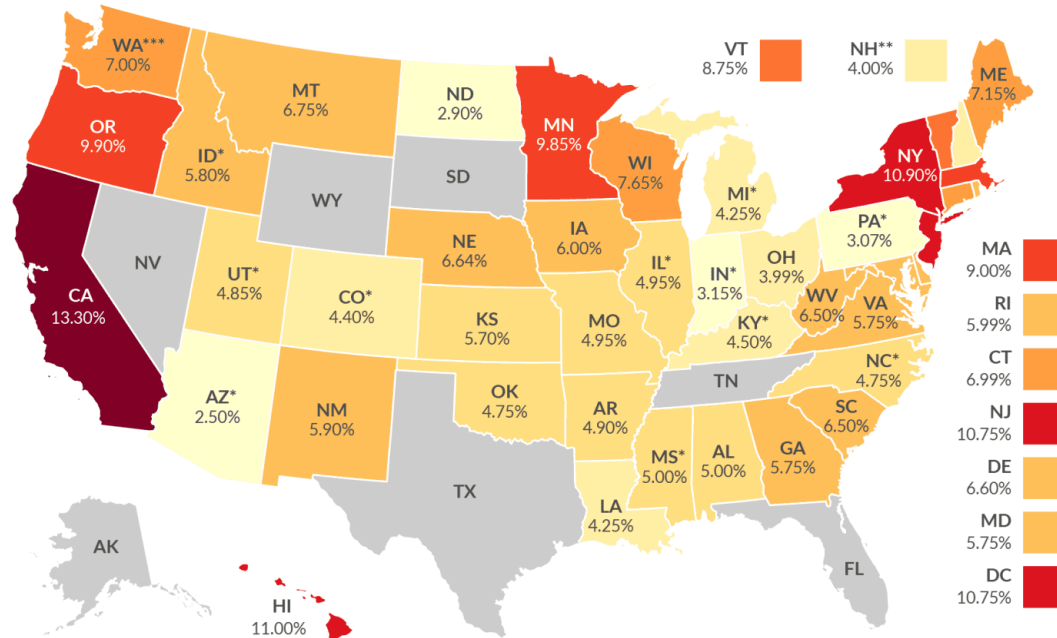 WA***
7.00%
OR
9.90%
CA
13.30%
NV
ID*
5.80%
MT
6.75%
WY
UT*
4.85%
AZ*
2.50%
CO*
4.40%
NM
5.90%
ND
2.90%
SD
NE
6.64%
KS
5.70%
OK
4.75%
TX
MN
9.85%
IA
6.00%
MO
4.95%
AR
4.90%
LA
4.25%
WI
7.65%
IL*
4.95%
MI*
4.25%
IN*
3.15%
OH
3.99%
KY*
4.50%
TN
MS*
5.00%
AL
5.00%
GA
5.75%
FL
SC
6.50%
NC*
4.75%
VA
5.75%
WV
6.50%
PA*
3.07%
NY
10.90%
ME
7.15%
VT
8.75%
NH**
4.00%
MA
9.00%
RI
5.99%
CT
6.99%
NJ
10.75%
DE
6.60%
MD
5.75%
DC
10.75%
AK
HI
11.00%